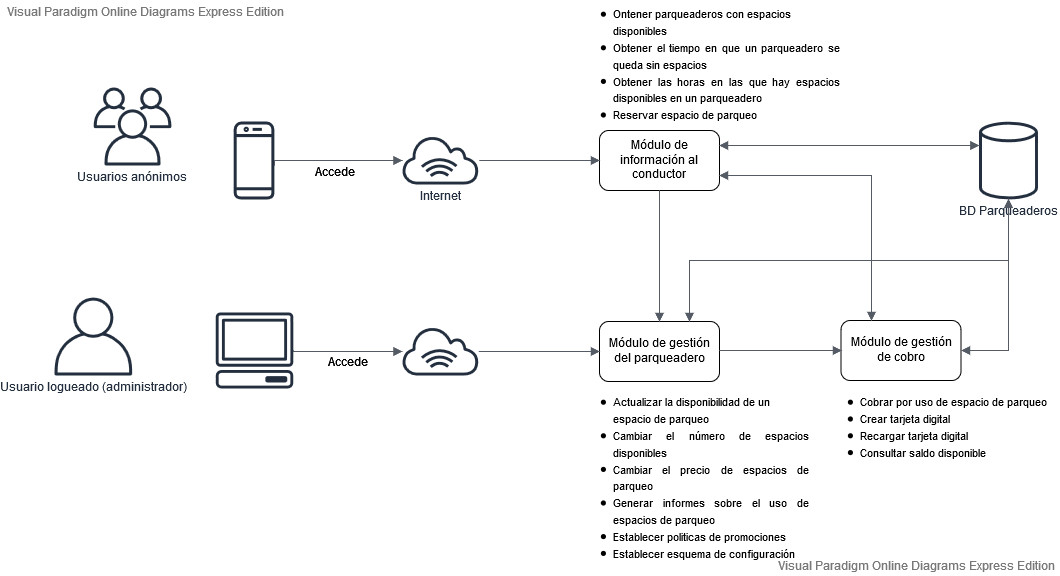 Visual Paradigm Online Diagrams Express Edition
• Ontener parqueaderos con espacios
disponibles
• Obtener el tiempo en que un parqueadero se
queda sin espacios
• Obtener las horas en las que hay espacios
disponibles en un parqueadero
• Reservar espacio de parqueo
Usuarios anónimos
Accede
Internet
Módulo de
información al
conductor
BD Parqueaderos
Usuario logueado (administrador)
Accede
Módulo de gestión
del parqueadero
Módulo de gestión
de cobro
• Actualizar la disponibilidad de un
espacio de parqueo
• Cambiar el número de espacios
disponibles
• Cambiar el precio de espacios de
parqueo
• Generar informes sobre el uso de
espacios de parqueo
• Establecer politicas de promociones
• Establecer esquema de configuración
• Cobrar por uso de espacio de parqueo
• Crear tarjeta digital
• Recargar tarjeta digital
• Consultar saldo disponible
Visual Paradigm Online Diagrams Express Edition